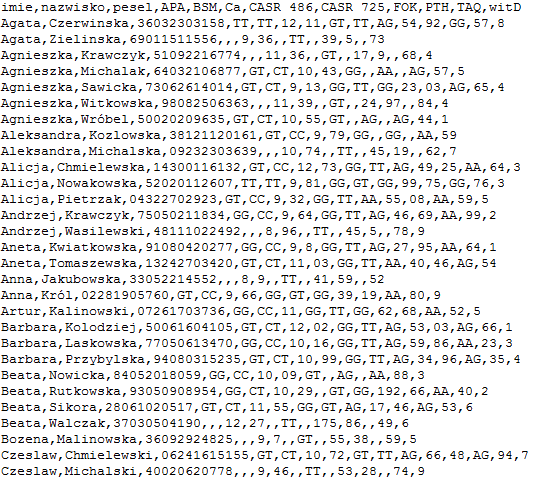 imie,nazwisko,pesel,APA,BSM,Ca,CASR 486,CASR 725,FOK,PTH,TAQ,witD
Agata,Czerwinska,36032303158,TT,TT,12,11,GT,TT,AG,54,92,GG,57,8
Agata,Zielinska,69011511556,,,9,36,,TT,,39,5,,73
Agnieszka,Krawczyk,51092216774,,,11,36,,GT,,17,9,,68,4
Agnieszka,Michalak,64032106877,GT,CT,10,43,GG,,AA,,AG,57,5
Agnieszka,Sawicka,73062614014,GT,CT,9,13,GG,TT,GG,23,03,AG,65,4
Agnieszka,Witkowska,98082506363,,,11,39,,GT,,24,97,,84,4
Agnieszka,Wróbel,50020209635,GT,CT,10,55,GT,,AG,,AG,44,1
Aleksandra,Kozlowska,38121120161,GT,CC,9,79,GG,,GG,,AA,59
Aleksandra,Michalska,09232303639,,,10,74,,TT,,45,19,,62,7
Alicja,Chmielewska,14300116132,GT,CC,12,73,GG,TT,AG,49,25,AA,64,3
Alicja,Nowakowska,52020112607,TT,TT,9,81,GG,GT,GG,99,75,GG,76,3
Alicja,Pietrzak,04322702923,GT,CC,9,32,GG,TT,AA,55,08,AA,59,5
Andrzej,Krawczyk,75050211834,GG,CC,9,64,GG,TT,AG,46,69,AA,99,2
Andrzej,Wasilewski,48111022492,,,8,96,,TT,,45,5,,78,9
Aneta,Kwiatkowska,91080420277,GG,CC,9,8,GG,TT,AG,27,95,AA,64,1
Aneta,Tomaszewska,13242703420,GT,CT,11,03,GG,TT,AA,40,46,AG,54
Anna,Jakubowska,33052214552,,,8,9,,TT,,41,59,,52
Anna,Król,02281905760,GT,CC,9,66,GG,GT,GG,39,19,AA,80,9
Artur,Kalinowski,07261703736,GG,CC,11,GG,TT,GG,62,68,AA,52,5
Barbara,Kolodziej,50061604105,GT,CT,12,02,GG,TT,AG,53,03,AG,66,1
Barbara,Laskowska,77050613470,GG,CC,10,16,GG,TT,AG,59,86,AA,23,3
Barbara,Przybylska,94080315235,GT,CT,10,99,GG,TT,AG,34,96,AG,35,4
Beata,Nowicka,84052018059,GG,CC,10,09,GT,,AG,,AA,88,3
Beata,Rutkowska,93050908954,GG,CT,10,29,,GT,GG,192,66,AA,40,2
Beata,Sikora,28061020517,GT,CT,11,55,GG,GT,AG,17,46,AG,53,6
Beata,Walczak,37030504190,,,12,27,,TT,,175,86,,49,6
Bozena,Malinowska,36092924825,,,9,7,,GT,,55,38,,59,5
Czeslaw,Chmielewski,06241615155,GT,CT,10,72,GT,TT,AG,66,48,AG,94,7
Czeslaw,Michalski,40020620778,,,9,46,,TT,,53,28,,74,9